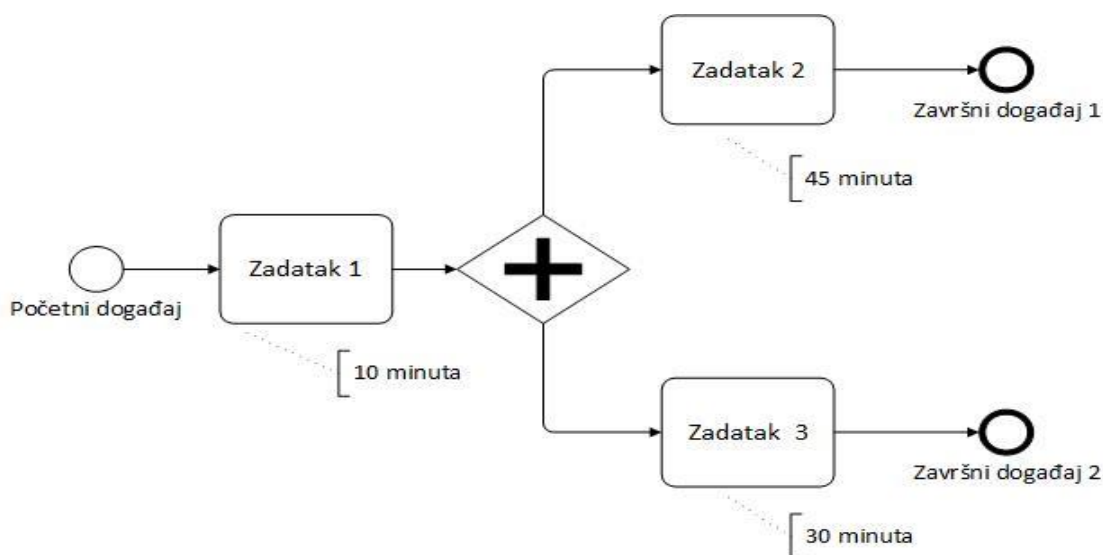 Zadatak 2
Završni događaj 1
45 minuta
Zadatak 1
Početni događaj
10 minuta
Zadatak 3
Završni događaj 2
30 minuta